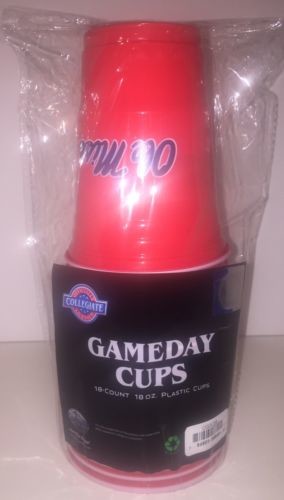 Ole Miss
COLLEGIATE
GAMEDAY
CUPS
18-COUNT 18 OZ. PLASTIC CUPS